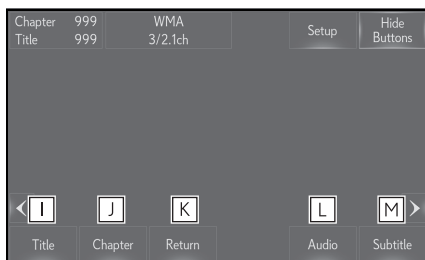 Chapter 999
Title 999
WMA
3/2.1ch
Setup
Hide
Buttons
I J K L M
Title Chapter Return Audio Subtitle